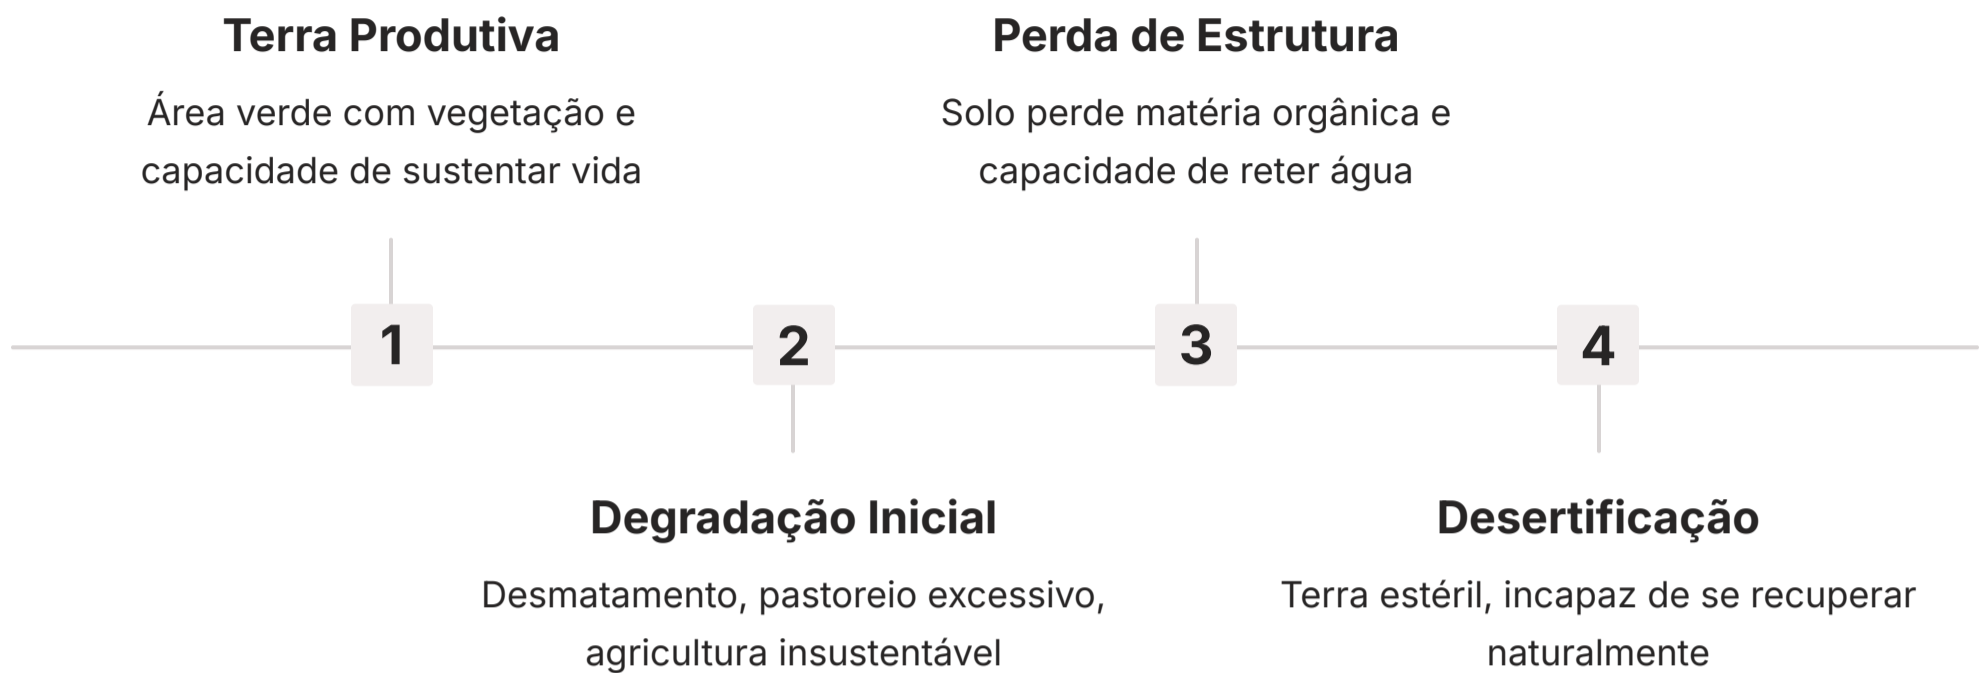 Terra Produtiva
Área verde com vegetação e
capacidade de sustentar vida
Perda de Estrutura
Solo perde matéria orgânica e
capacidade de reter água
1
2
3
4
Degradação Inicial
Desmatamento, pastoreio excessivo,
agricultura insustentável
Desertificação
Terra estéril, incapaz de se recuperar
naturalmente